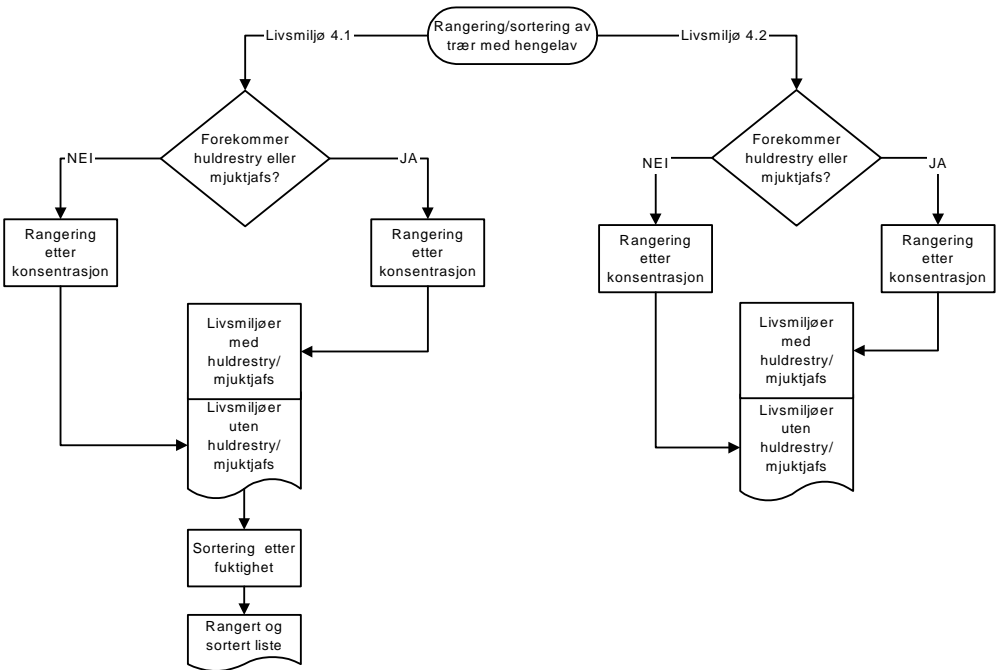 Rangering/sortering av
trær med hengelav
Livsmiljø 4.1
Livsmiljø 4.2
Forekommer
huldrestry eller
mjuktjafs?
NEI
JA
Rangering
etter
konsentrasjon
Rangering
etter
konsentrasjon
Livsmiljøer
med
huldrestry/
mjuktjafs
Livsmiljøer
uten
huldrestry/
mjuktjafs
Sortering etter
fuktighet
Rangert og
sortert liste
Forekommer
huldrestry eller
mjuktjafs?
NEI
JA
Rangering
etter
konsentrasjon
Rangering
etter
konsentrasjon
Livsmiljøer
med
huldrestry/
mjuktjafs
Livsmiljøer
uten
huldrestry/
mjuktjafs